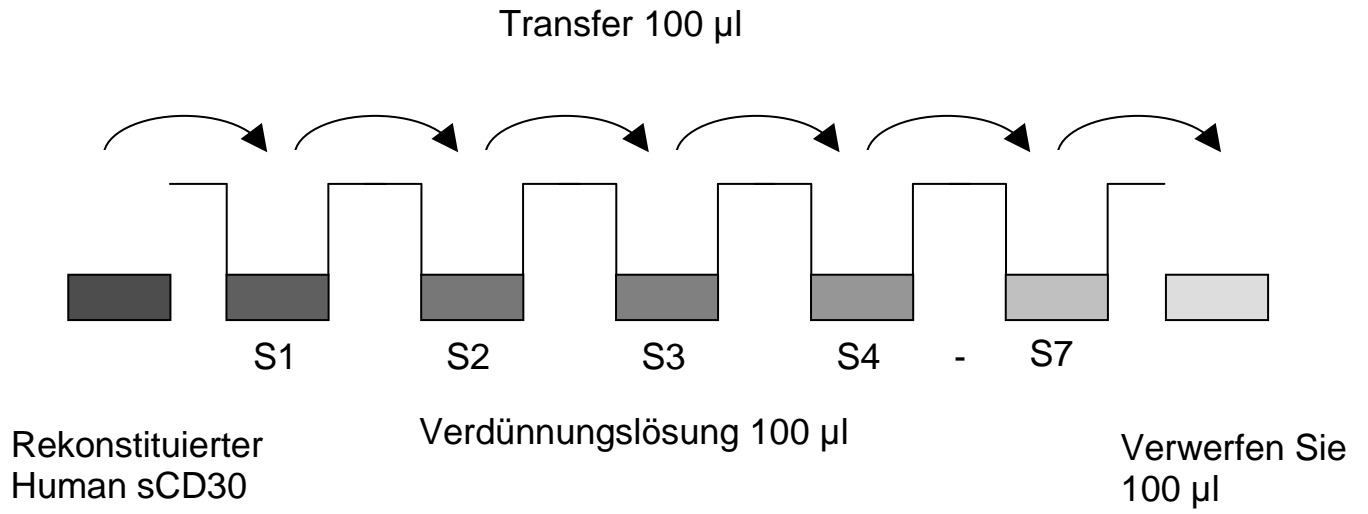 Transfer 100 µl
S1 S2 S3 S4 - S7
Rekonstituierter
Human sCD30
Verdünnungslösung 100 µl
Verwerfen Sie
100 µl